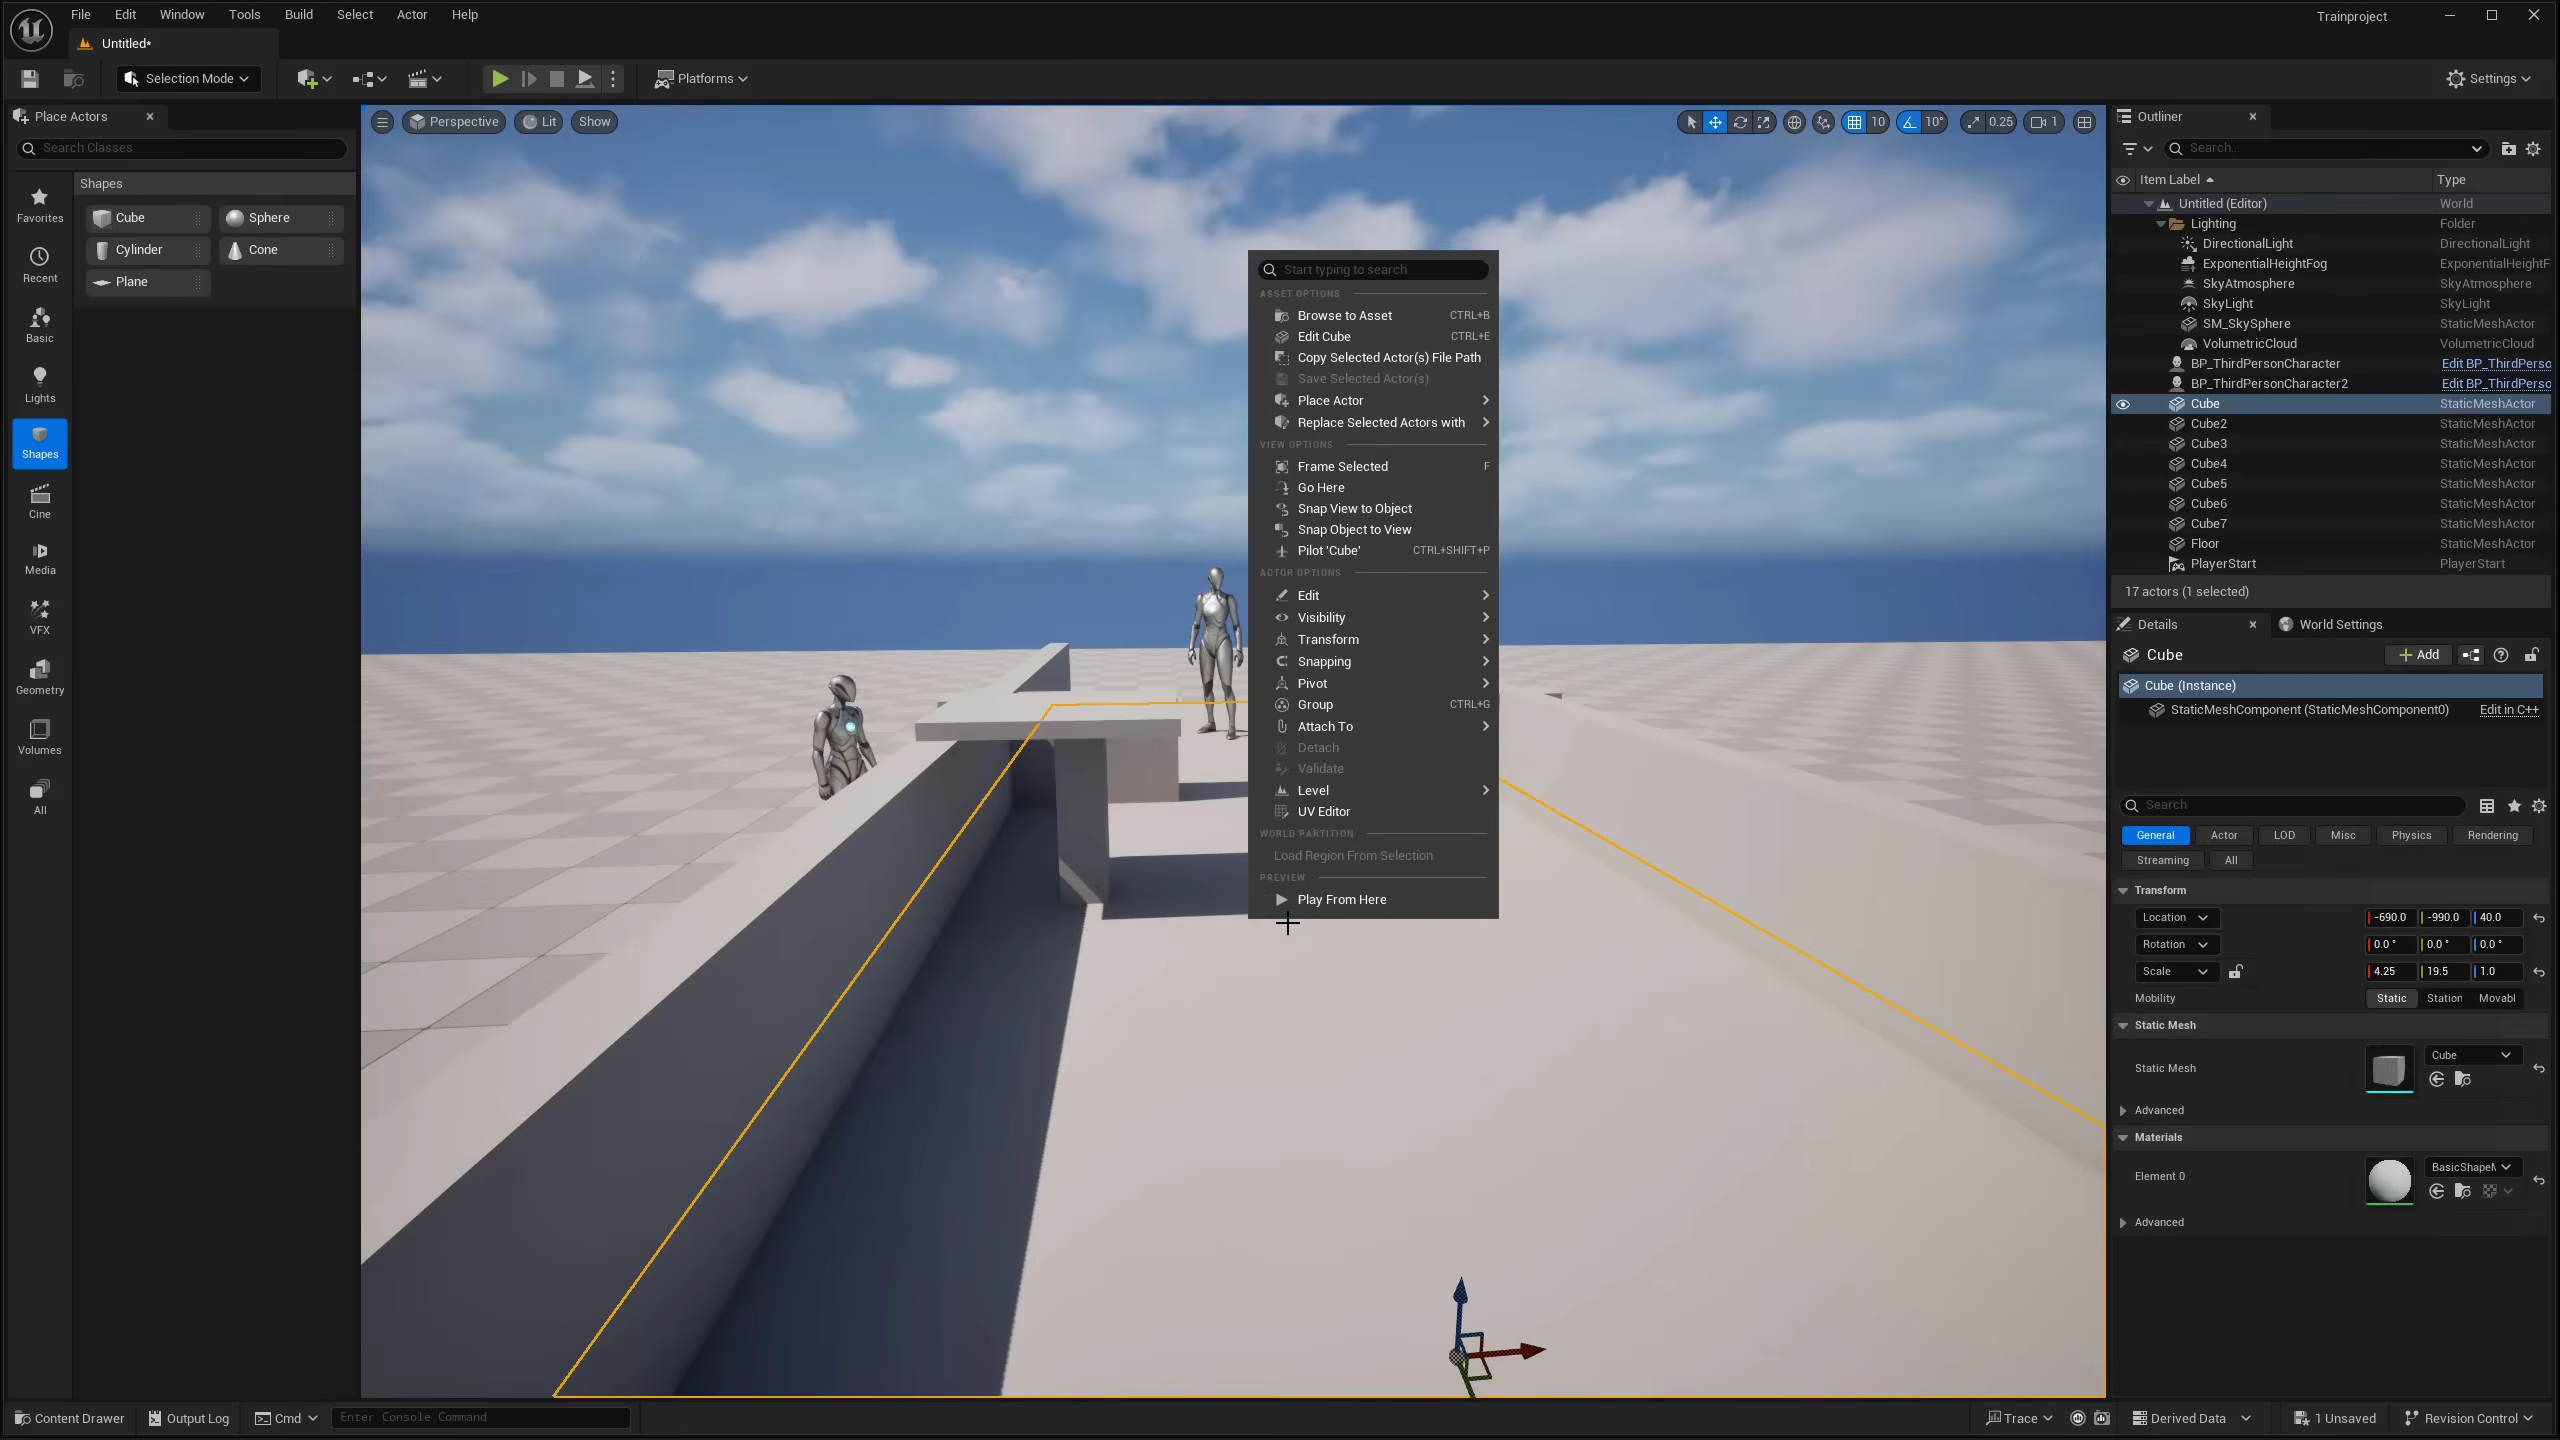 File Edit Window Tools Build Select Actor Help
Trainproject
Untitled*
Selection Mode
Platforms
Settings
Place Actors
Search Classes
Favorites
Recent
Basic
Lights
Shapes
Cine
Media
VFX
Geometry
Volumes
All
Shapes
Cube Sphere
Cylinder Cone
Plane
Perspective Lit Show
10 10° 0.25 1
Start typing to search
ASSET OPTIONS
Browse to Asset CTRL+B
Edit Cube CTRL+E
Copy Selected Actor(s) File Path
Save Selected Actor(s)
Place Actor
Replace Selected Actors with
VIEW OPTIONS
Frame Selected F
Go Here
Snap View to Object
Snap Object to View
Pilot 'Cube' CTRL+SHIFT+P
ACTOR OPTIONS
Edit
Visibility
Transform
Snapping
Pivot
Group CTRL+G
Attach To
Detach
Validate
Level
UV Editor
WORLD PARTITION
Load Region From Selection
PREVIEW
Play From Here
Outliner
Search...
Item Label Type
Untitled (Editor) World
Lighting Folder
DirectionalLight DirectionalLight
ExponentialHeightFog ExponentialHeightF
SkyAtmosphere SkyAtmosphere
SkyLight SkyLight
SM_SkySphere StaticMeshActor
VolumetricCloud VolumetricCloud
BP_ThirdPersonCharacter Edit BP_ThirdPerso
BP_ThirdPersonCharacter2 Edit BP_ThirdPerso
Cube StaticMeshActor
Cube2 StaticMeshActor
Cube3 StaticMeshActor
Cube4 StaticMeshActor
Cube5 StaticMeshActor
Cube6 StaticMeshActor
Cube7 StaticMeshActor
Floor StaticMeshActor
PlayerStart PlayerStart
17 actors (1 selected)
Details World Settings
Cube Add
Cube (Instance)
StaticMeshComponent (StaticMeshComponent0) Edit in C++
Search
General Actor LOD Misc Physics Rendering
Streaming All
Transform
Location -690.0 -990.0 40.0
Rotation 0.0 ° 0.0 ° 0.0 °
Scale 4.25 19.5 1.0
Mobility Static Station Movabl
Static Mesh
Static Mesh Cube
Advanced
Materials
Element 0 BasicShapeM
Advanced
Content Drawer Output Log Cmd Enter Console Command
Trace Derived Data 1 Unsaved Revision Control